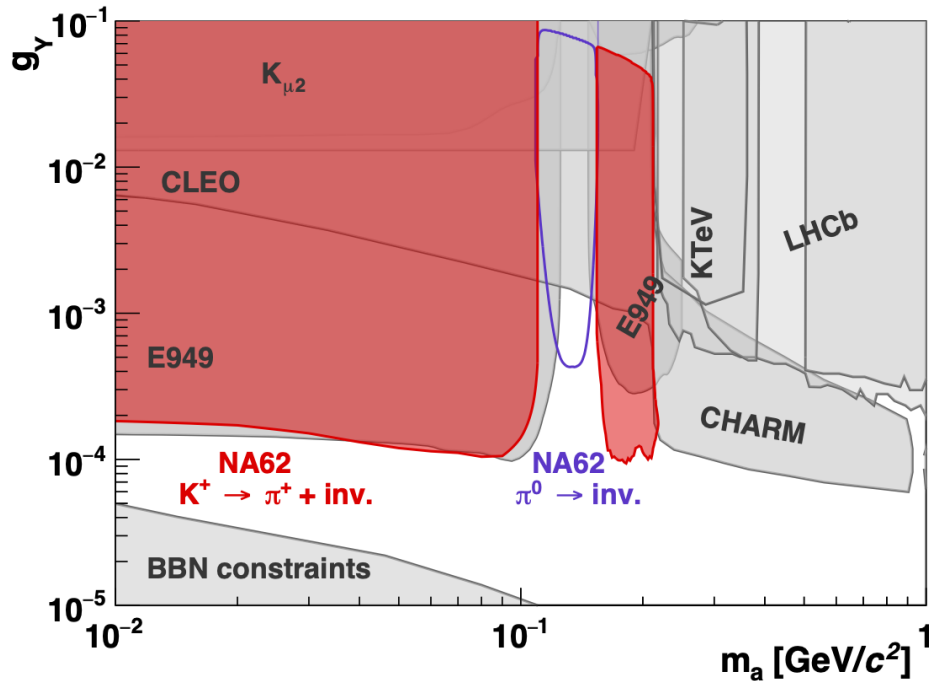 g_Y
10⁻¹
10⁻²
10⁻³
10⁻⁴
10⁻⁵
K_μ2
CLEO
E949
E949
KTeV
LHCb
CHARM
NA62
K⁺ → π⁺ + inv.
NA62
π⁰ → inv.
BBN constraints
10⁻²
10⁻¹
1
m_a [GeV/c²]